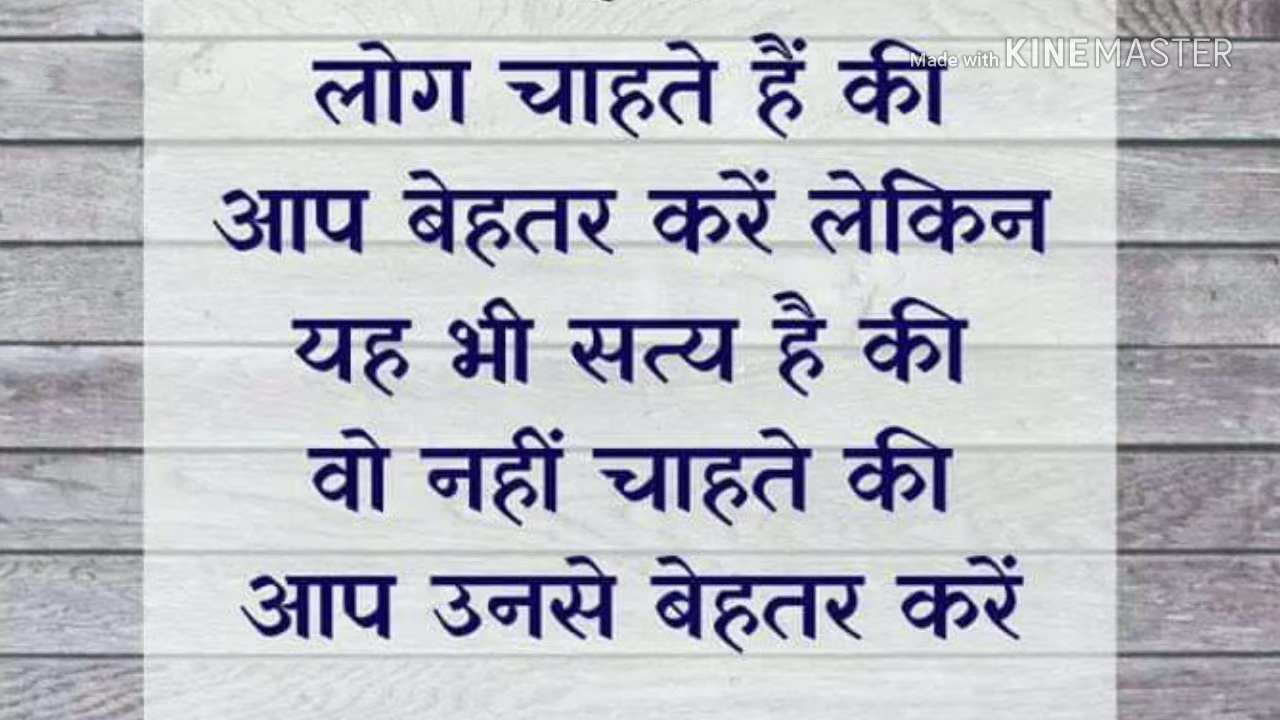 Made with KINEMASTER
लोग चाहते हैं की
आप बेहतर करें लेकिन
यह भी सत्य है की
वो नहीं चाहते की
आप उनसे बेहतर करें